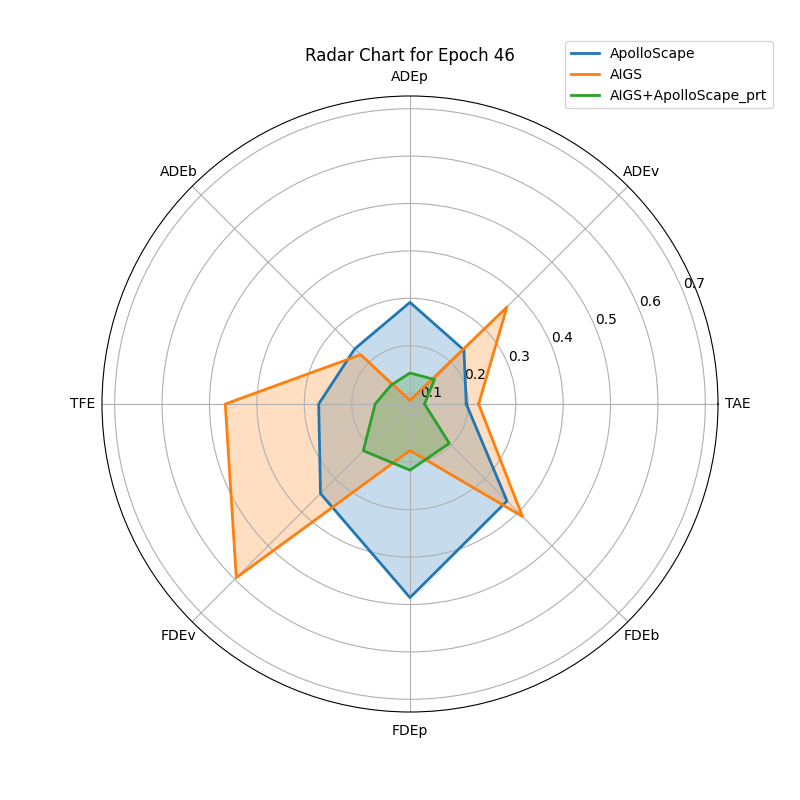 Radar Chart for Epoch 46
ApolloScape
AIGS
AIGS+ApolloScape_prt
ADEp
ADEb
ADEv
0.7
0.6
0.5
0.4
0.3
0.2
0.1
TFE
TAE
FDEv
FDEb
FDEp